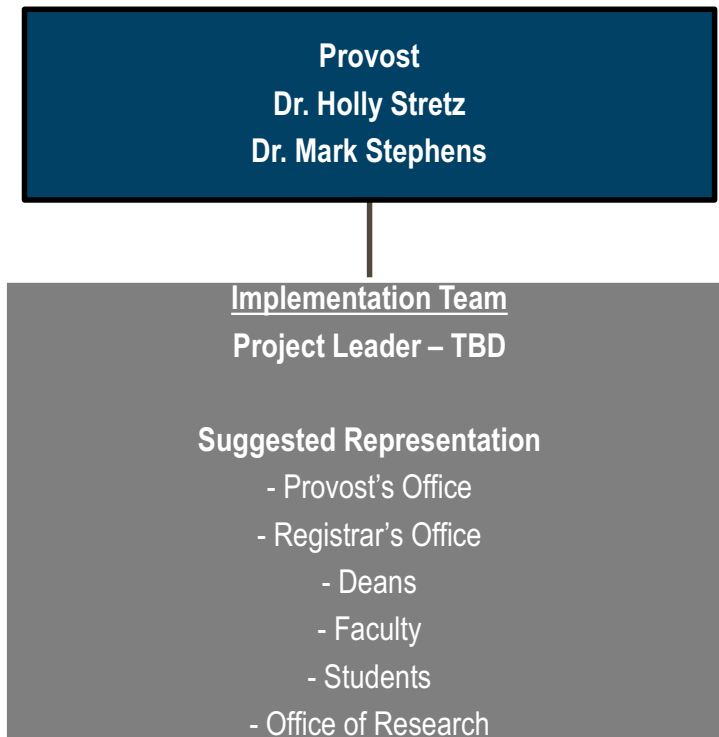 Provost
Dr. Holly Stretz
Dr. Mark Stephens
Implementation Team
Project Leader – TBD
Suggested Representation
- Provost’s Office
- Registrar’s Office
- Deans
- Faculty
- Students
- Office of Research